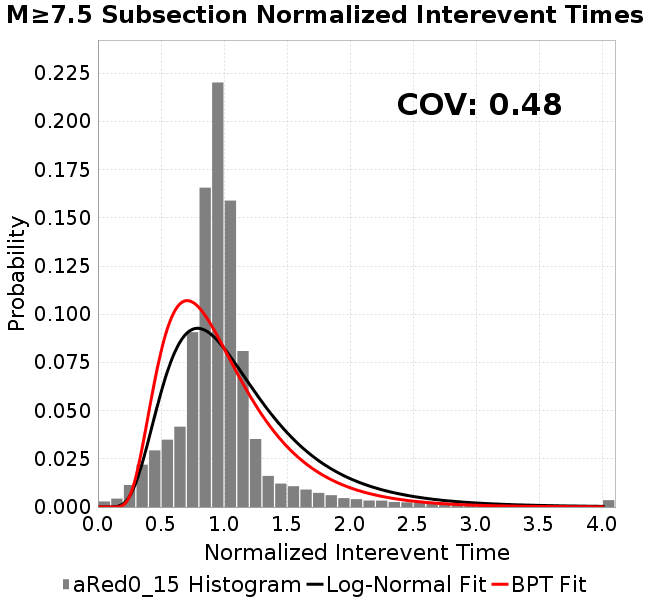 M≥7.5 Subsection Normalized Interevent Times
COV: 0.48
Probability
0.225
0.200
0.175
0.150
0.125
0.100
0.075
0.050
0.025
0.000
0.0 0.5 1.0 1.5 2.0 2.5 3.0 3.5 4.0
Normalized Interevent Time
aRed0_15 Histogram Log-Normal Fit BPT Fit